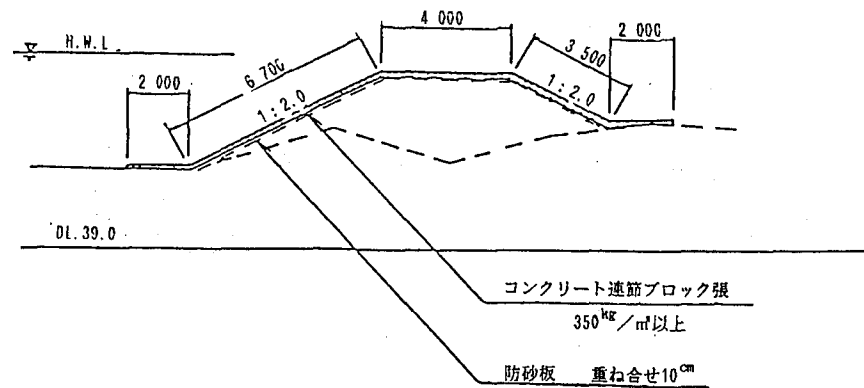 4 000
H.W.L
6 700
3 500
2 000
2 000
1:2.0
1:2.0
DL.39.0
コンクリート連節ブロック張
350kg/㎡以上
防砂板 重ね合せ10cm